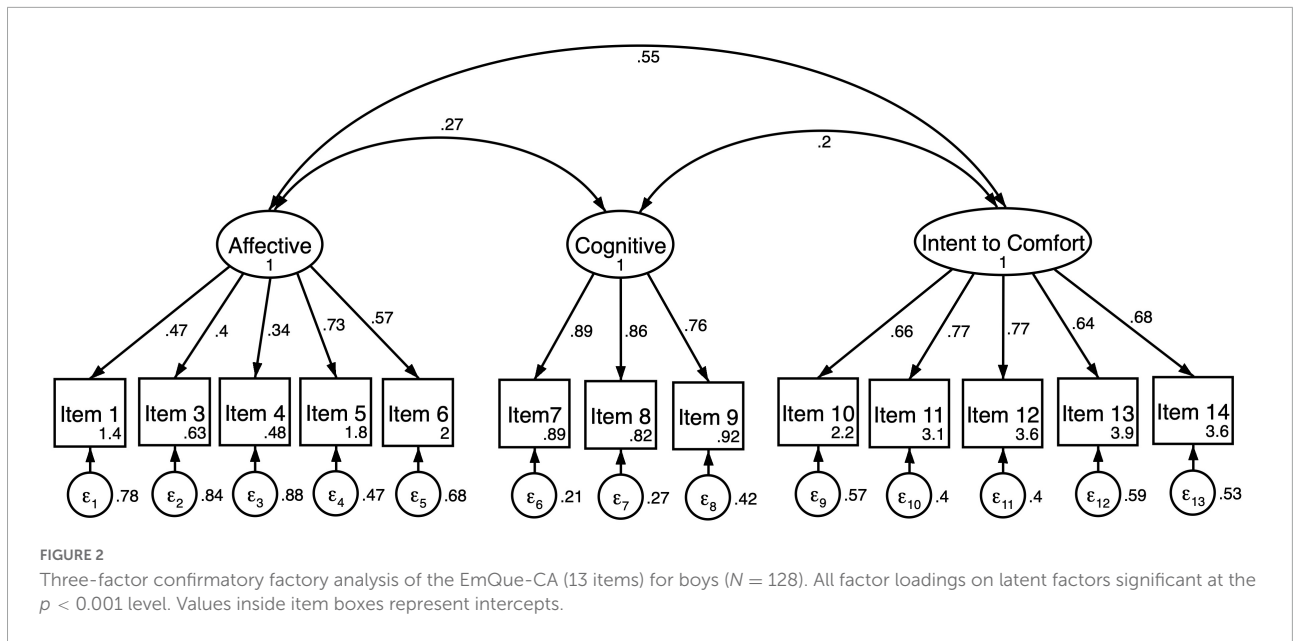 .55
.27
.2
Affective
1
Cognitive
1
Intent to Comfort
1
.47 .4 .34 .73 .57
.89 .86 .76
.66 .77 .77 .64 .68
Item 1 1.4
Item 3 .63
Item 4 .48
Item 5 1.8
Item 6 2
Item7 .89
Item 8 .82
Item 9 .92
Item 10 2.2
Item 11 3.1
Item 12 3.6
Item 13 3.9
Item 14 3.6
ε₁ .78
ε₂ .84
ε₃ .88
ε₄ .47
ε₅ .68
ε₆ .21
ε₇ .27
ε₈ .42
ε₉ .57
ε₁₀ .4
ε₁₁ .4
ε₁₂ .59
ε₁₃ .53
FIGURE 2
Three-factor confirmatory factory analysis of the EmQue-CA (13 items) for boys (N = 128). All factor loadings on latent factors significant at the
p < 0.001 level. Values inside item boxes represent intercepts.